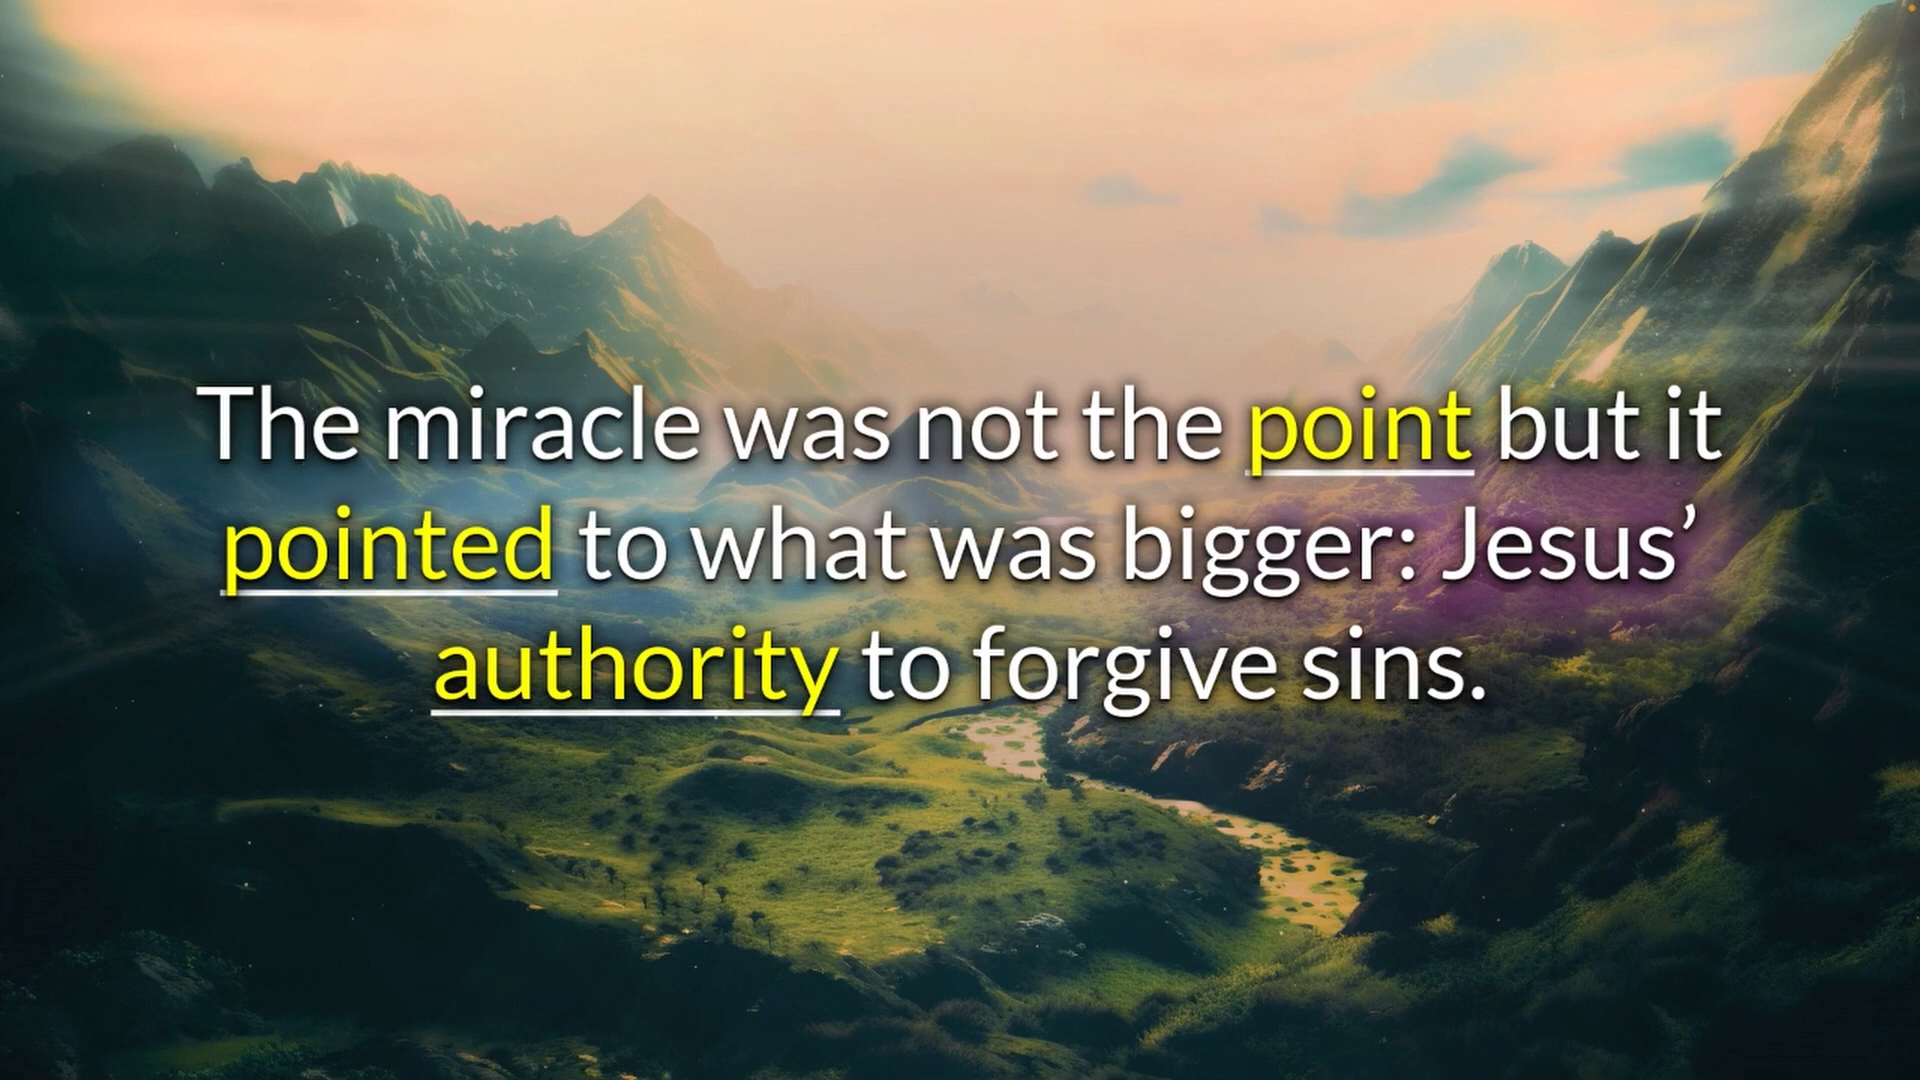 The miracle was not the point but it
pointed to what was bigger: Jesus’
authority to forgive sins.